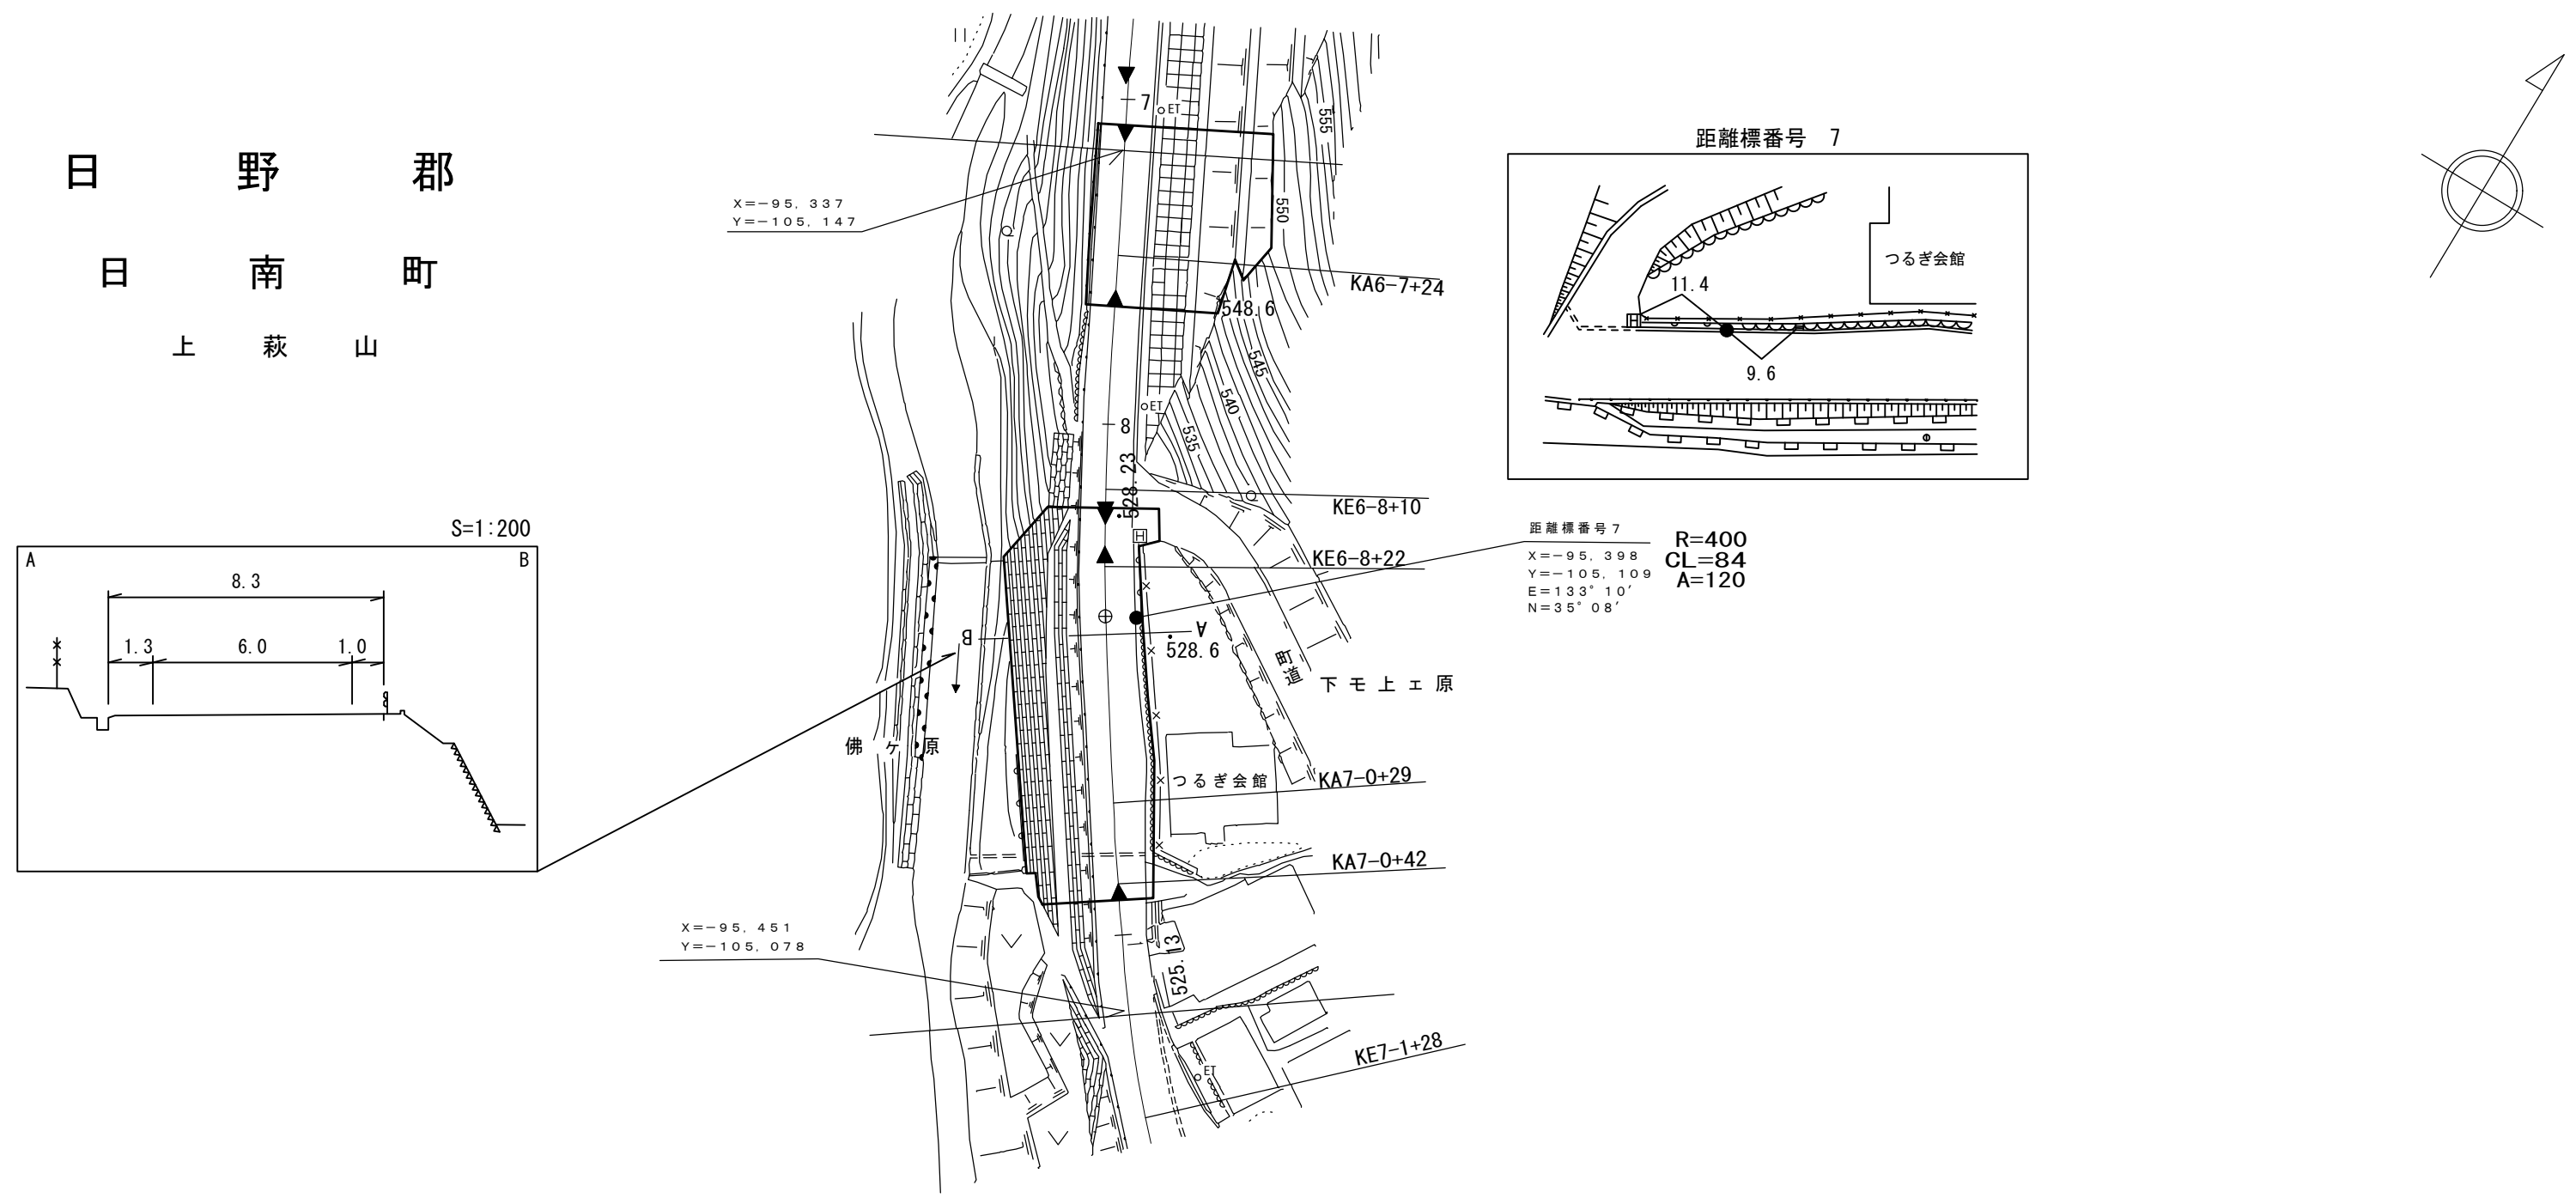 日野郡
日南町
上萩山
S=1:200
A
B
8.3
1.3
6.0
1.0
7
ET
555
X=-95, 337
Y=-105, 147
550
KA6-7+24
548.6
545
540
535
ET
8
528.23
KE6-8+10
H
KE6-8+22
B
A
528.6
町道
下モ上ェ原
佛ヶ原
つるぎ会館
KA7-0+29
KA7-0+42
X=-95, 451
Y=-105, 078
525.13
ET
KE7-1+28
距離標番号 7
つるぎ会館
11.4
H
9.6
距離標番号7
X=-95, 398
Y=-105, 109
E=133°10′
N=35°08′
R=400
CL=84
A=120